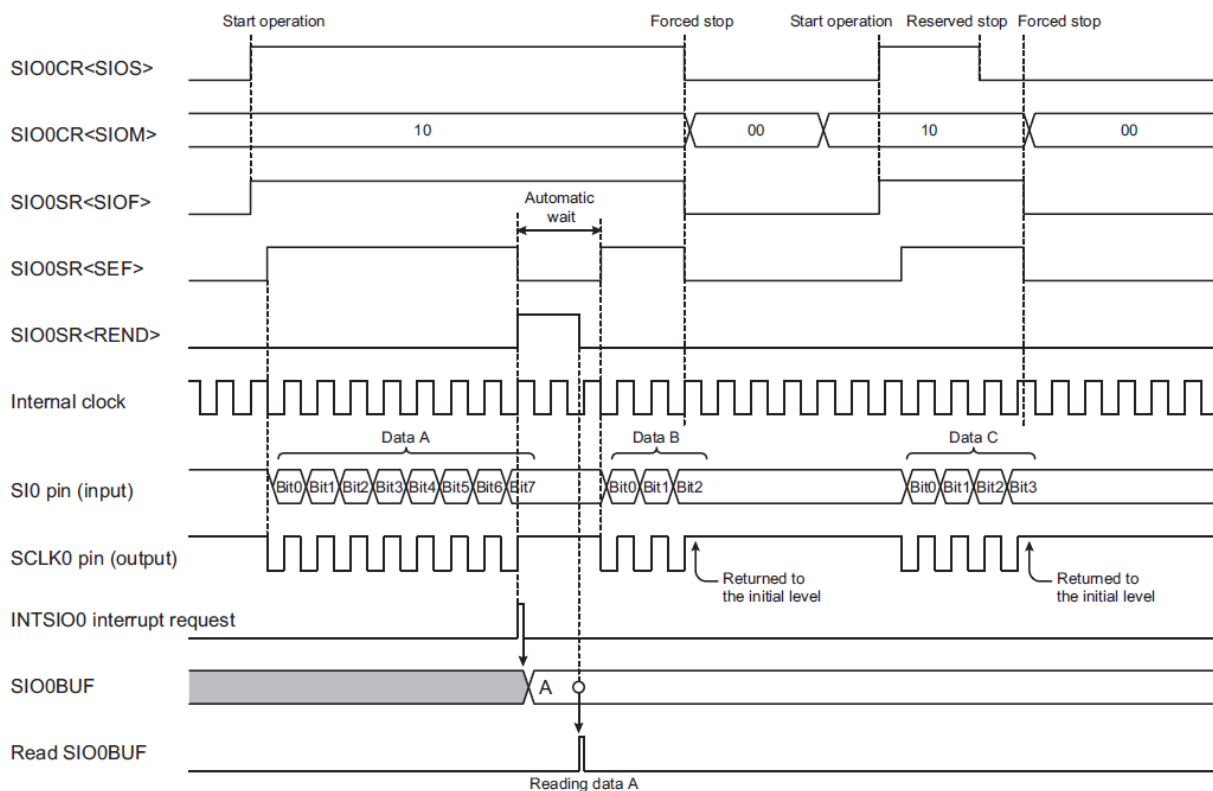 Start operation Forced stop Start operation Reserved stop Forced stop
SIO0CR<SIOS>
SIO0CR<SIOM> 10 00 10 00
SIO0SR<SIOF>
Automatic
wait
SIO0SR<SEF>
SIO0SR<REND>
Internal clock
Data A Data B Data C
SI0 pin (input) Bit0 Bit1 Bit2 Bit3 Bit4 Bit5 Bit6 Bit7 Bit0 Bit1 Bit2 Bit0 Bit1 Bit2 Bit3
SCLK0 pin (output)
Returned to
the initial level
Returned to
the initial level
INTSIO0 interrupt request
SIO0BUF A
Read SIO0BUF
Reading data A